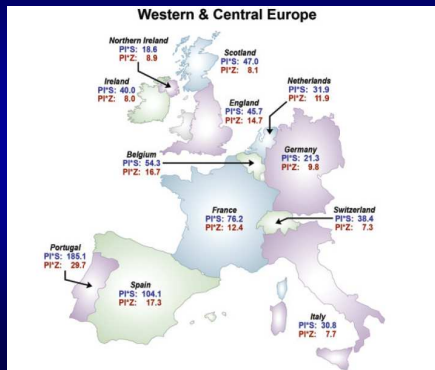 Western & Central Europe
Northern Ireland
PI*S: 18.6
PI*Z: 8.9
Scotland
PI*S: 47.0
PI*Z: 8.1
Ireland
PI*S: 40.0
PI*Z: 8.0
England
PI*S: 45.7
PI*Z: 14.7
Netherlands
PI*S: 31.9
PI*Z: 11.9
Belgium
PI*S: 54.3
PI*Z: 16.7
Germany
PI*S: 21.3
PI*Z: 9.8
France
PI*S: 76.2
PI*Z: 12.4
Switzerland
PI*S: 38.4
PI*Z: 7.3
Portugal
PI*S: 185.1
PI*Z: 29.7
Spain
PI*S: 104.1
PI*Z: 17.3
Italy
PI*S: 30.8
PI*Z: 7.7